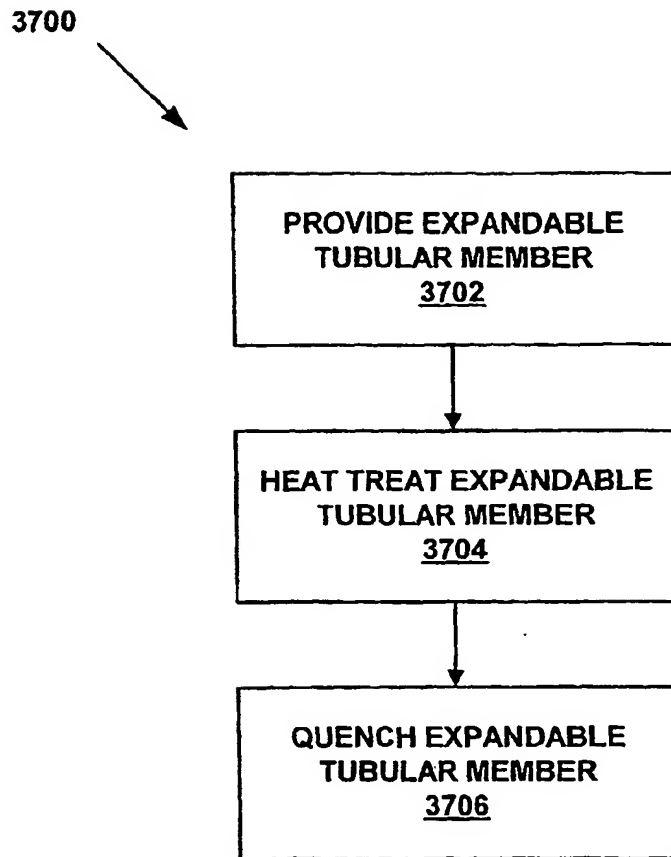 3700
PROVIDE EXPANDABLE
TUBULAR MEMBER
3702
HEAT TREAT EXPANDABLE
TUBULAR MEMBER
3704
QUENCH EXPANDABLE
TUBULAR MEMBER
3706